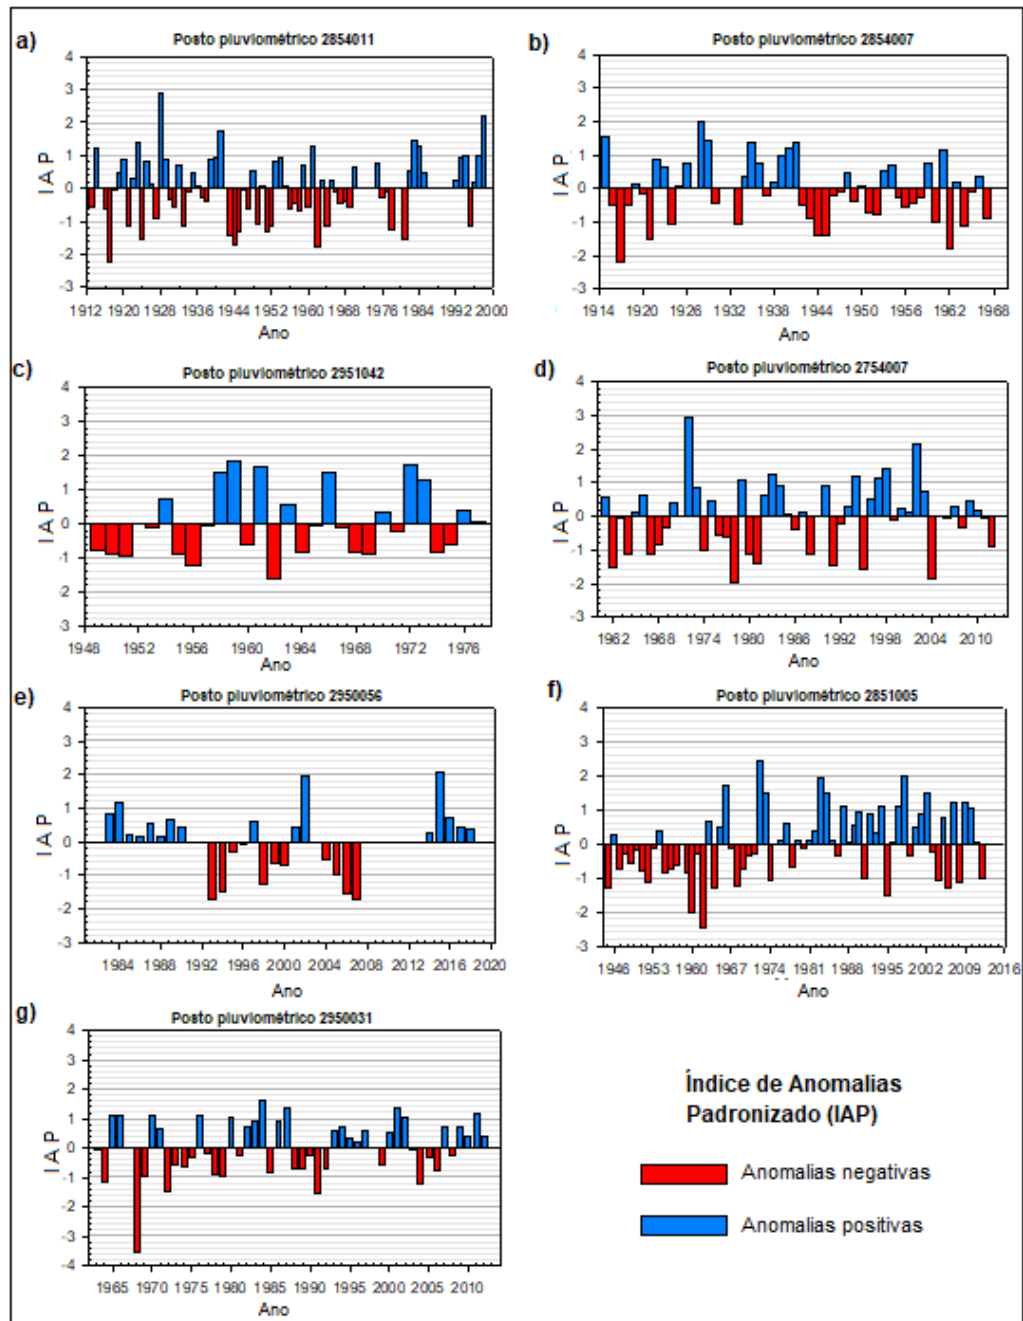 a)
Posto pluviométrico 2854011
4
3
2
1
0
-1
-2
-3
I A P
1912 1920 1928 1936 1944 1952 1960 1968 1976 1984 1992 2000
Ano
b)
Posto pluviométrico 2854007
4
3
2
1
0
-1
-2
-3
I A P
1914 1920 1926 1932 1938 1944 1950 1956 1962 1968
Ano
c)
Posto pluviométrico 2951042
4
3
2
1
0
-1
-2
-3
I A P
1948 1952 1956 1960 1964 1968 1972 1976
Ano
d)
Posto pluviométrico 2754007
4
3
2
1
0
-1
-2
-3
I A P
1962 1968 1974 1980 1986 1992 1998 2004 2010
Ano
e)
Posto pluviométrico 2950056
4
3
2
1
0
-1
-2
-3
I A P
1984 1988 1992 1996 2000 2004 2008 2012 2016 2020
Ano
f)
Posto pluviométrico 2851005
4
3
2
1
0
-1
-2
-3
I A P
1946 1953 1960 1967 1974 1981 1988 1995 2002 2009 2016
Ano
g)
Posto pluviométrico 2950031
4
3
2
1
0
-1
-2
-3
-4
I A P
1965 1970 1975 1980 1985 1990 1995 2000 2005 2010
Ano
Índice de Anomalias
Padronizado (IAP)
Anomalias negativas
Anomalias positivas